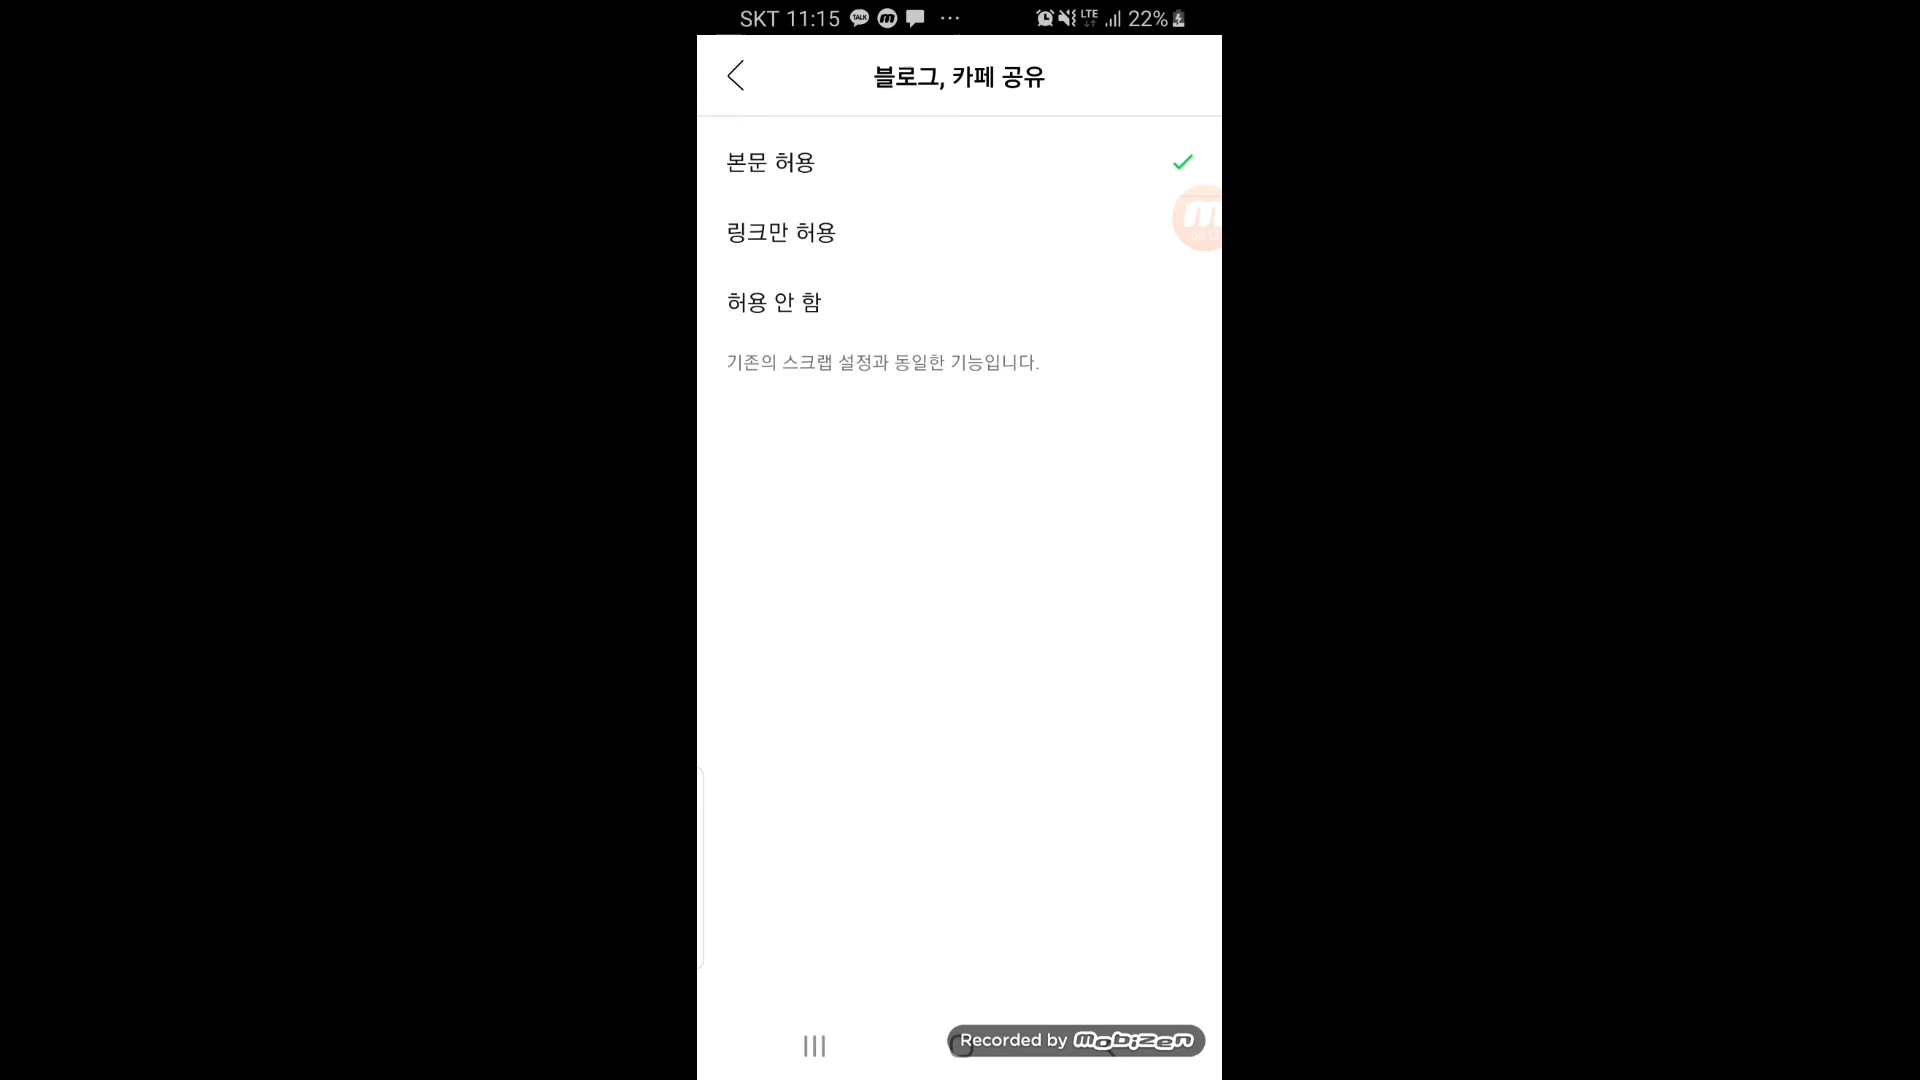 SKT 11:15 TALK m ··· LTE 22%
블로그, 카페 공유
본문 허용
링크만 허용
m
허용 안 함
기존의 스크랩 설정과 동일한 기능입니다.
Recorded by mobizen